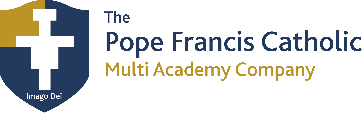 The
Pope Francis Catholic
Multi Academy Company
Imago Dei